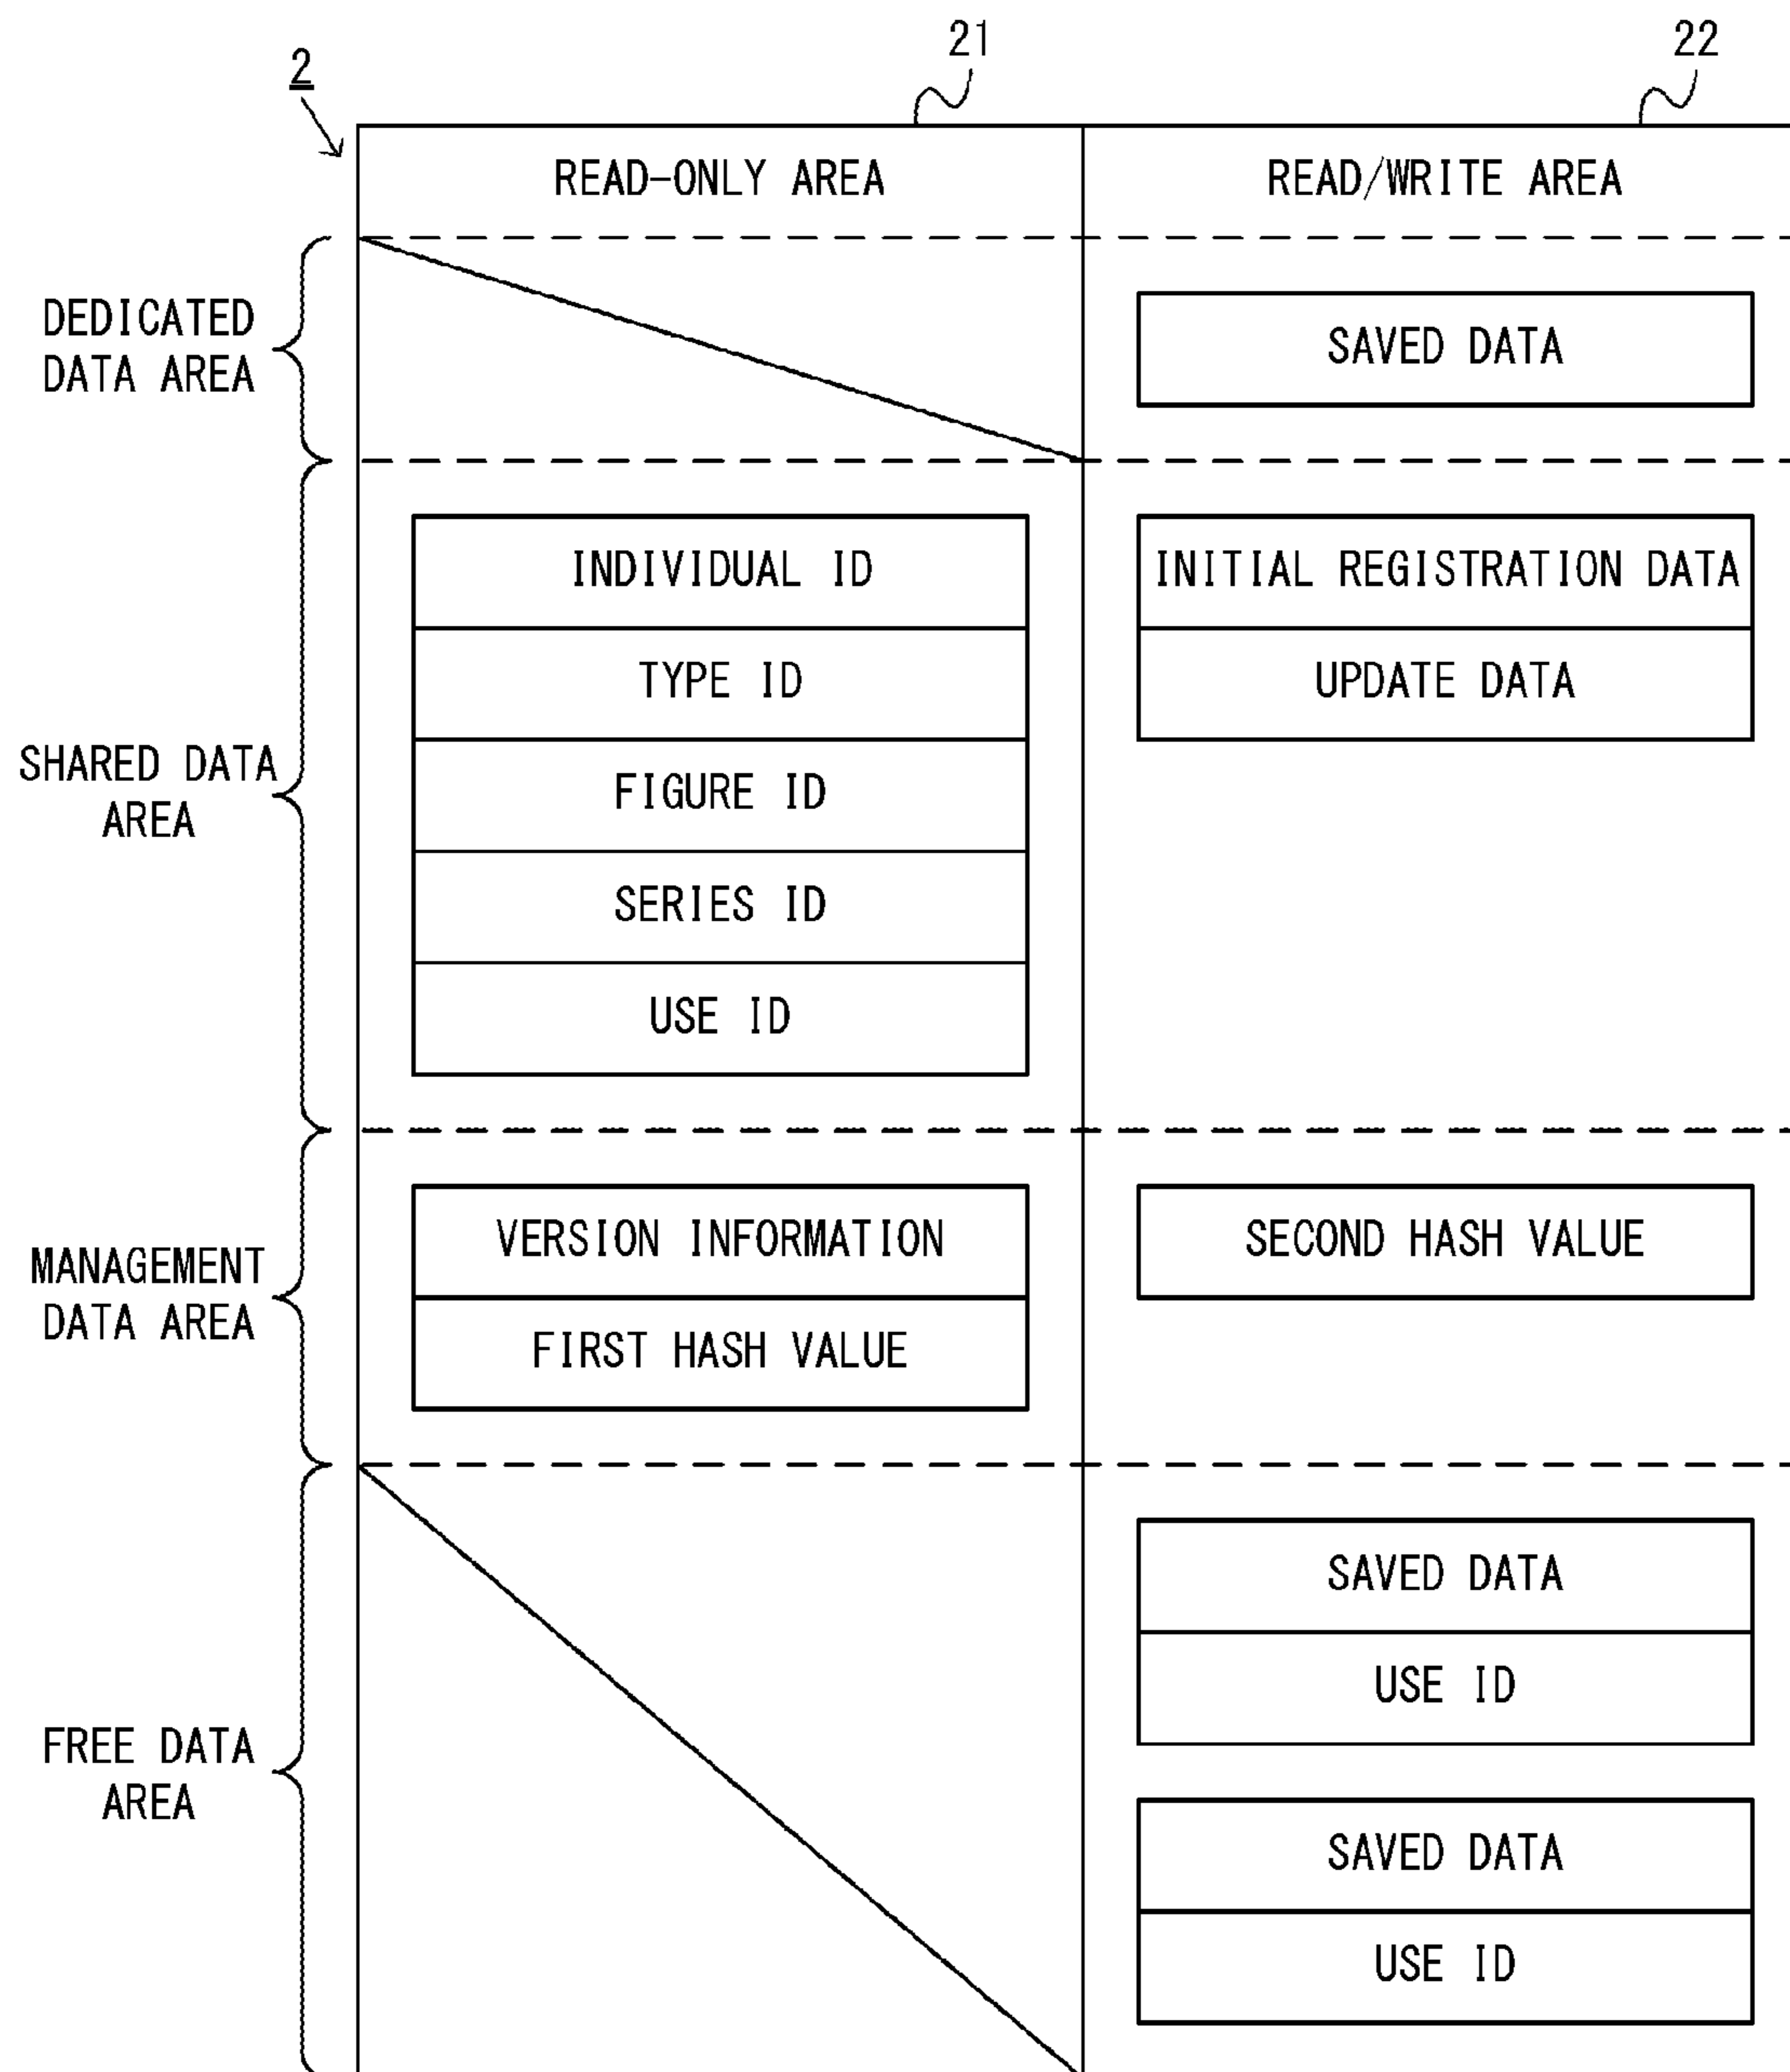 2
21
22
READ-ONLY AREA
READ/WRITE AREA
DEDICATED
DATA AREA
SAVED DATA
SHARED DATA
AREA
INDIVIDUAL ID
TYPE ID
FIGURE ID
SERIES ID
USE ID
INITIAL REGISTRATION DATA
UPDATE DATA
MANAGEMENT
DATA AREA
VERSION INFORMATION
FIRST HASH VALUE
SECOND HASH VALUE
FREE DATA
AREA
SAVED DATA
USE ID
SAVED DATA
USE ID